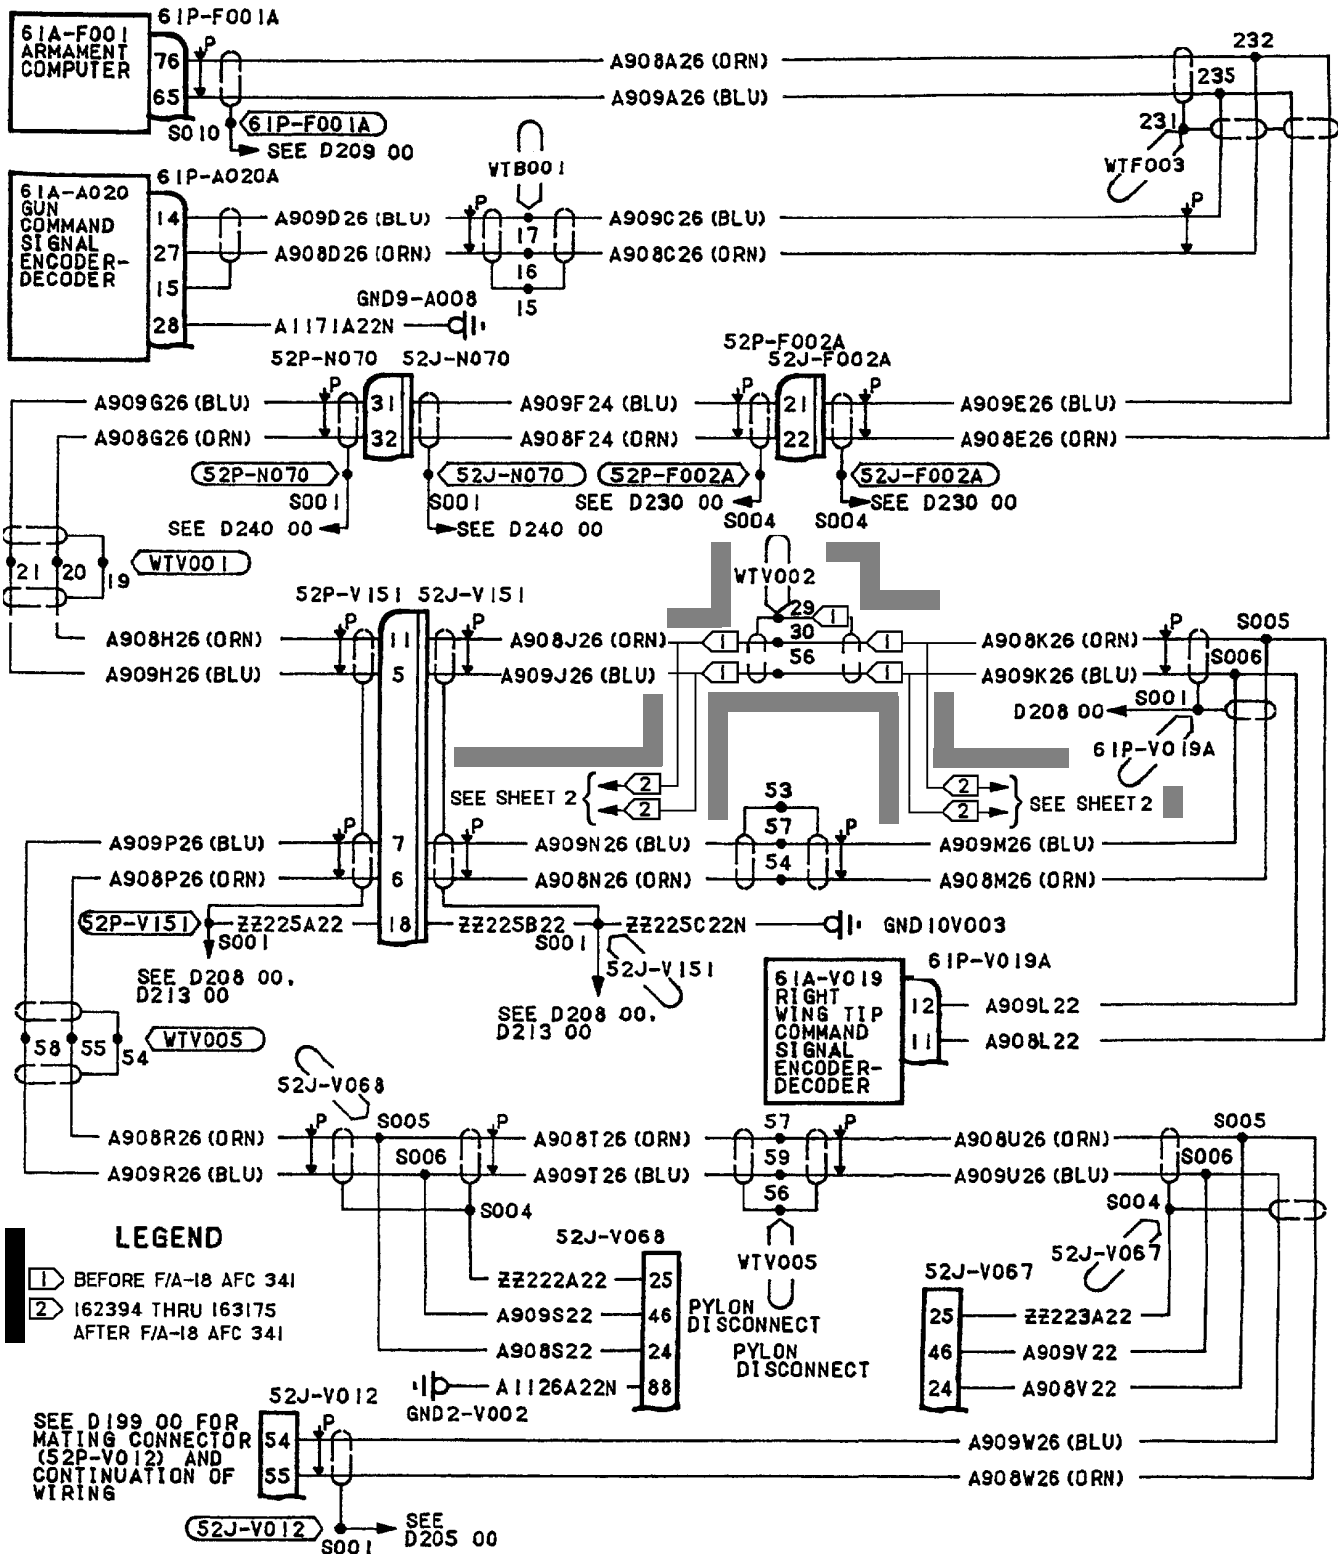 61P-F001A
61A-F001
ARMAMENT
COMPUTER
76
P
65
A908A26 (ORN)
A909A26 (BLU)
232
235
231
WTF003
S010
61P-F001A
SEE D209 00
WTB001
61P-A020A
61A-A020
GUN
COMMAND
SIGNAL
ENCODER-
DECODER
14
27
15
28
A909D26 (BLU)
P
A909C26 (BLU)
P
17
A908D26 (ORN)
A908C26 (ORN)
16
15
GND9-A008
A1171A22N
52P-N070 52J-N070
52P-F002A
52J-F002A
A909G26 (BLU)
P
31
A909F24 (BLU)
P
21
P
A909E26 (BLU)
A908G26 (ORN)
32
A908F24 (ORN)
22
A908E26 (ORN)
52P-N070
52J-N070
52P-F002A
52J-F002A
S001
S001
SEE D230 00
SEE D230 00
SEE D240 00
SEE D240 00
S004
S004
21
20
19
WTV001
WTV002
52P-V151 52J-V151
29
1
30
56
P
11
P
A908H26 (ORN)
A908J26 (ORN)
1
1
A908K26 (ORN)
P
S005
A909H26 (BLU)
5
A909J26 (BLU)
1
1
A909K26 (BLU)
S006
S001
D208 00
61P-V019A
SEE SHEET 2
2
2
2
2
SEE SHEET 2
53
57
54
A909P26 (BLU)
P
7
P
A909N26 (BLU)
P
A909M26 (BLU)
A908P26 (ORN)
6
A908N26 (ORN)
A908M26 (ORN)
52P-V151
ZZ225A22
18
ZZ225B22
ZZ225C22N
GND10V003
S001
S001
SEE D208 00,
D213 00
52J-V151
SEE D208 00,
D213 00
61P-V019A
61A-V019
RIGHT
WING TIP
COMMAND
SIGNAL
ENCODER-
DECODER
12
11
A909L22
A908L22
58
55
54
WTV005
52J-V068
A908R26 (ORN)
P
S005
P
A908T26 (ORN)
57
P
A908U26 (ORN)
S005
A909R26 (BLU)
S006
A909T26 (BLU)
59
A909U26 (BLU)
S006
56
S004
S004
WTV005
52J-V067
LEGEND
1 BEFORE F/A-18 AFC 341
2 162394 THRU 163175
AFTER F/A-18 AFC 341
52J-V068
ZZ222A22
25
A909S22
46
A908S22
24
A1126A22N
88
GND2-V002
PYLON
DISCONNECT
PYLON
DISCONNECT
52J-V067
25
ZZ223A22
46
A909V22
24
A908V22
52J-V012
SEE D199 00 FOR
MATING CONNECTOR
(52P-V012) AND
CONTINUATION OF
WIRING
54
55
P
A909W26 (BLU)
A908W26 (ORN)
52J-V012
S001
SEE
D205 00